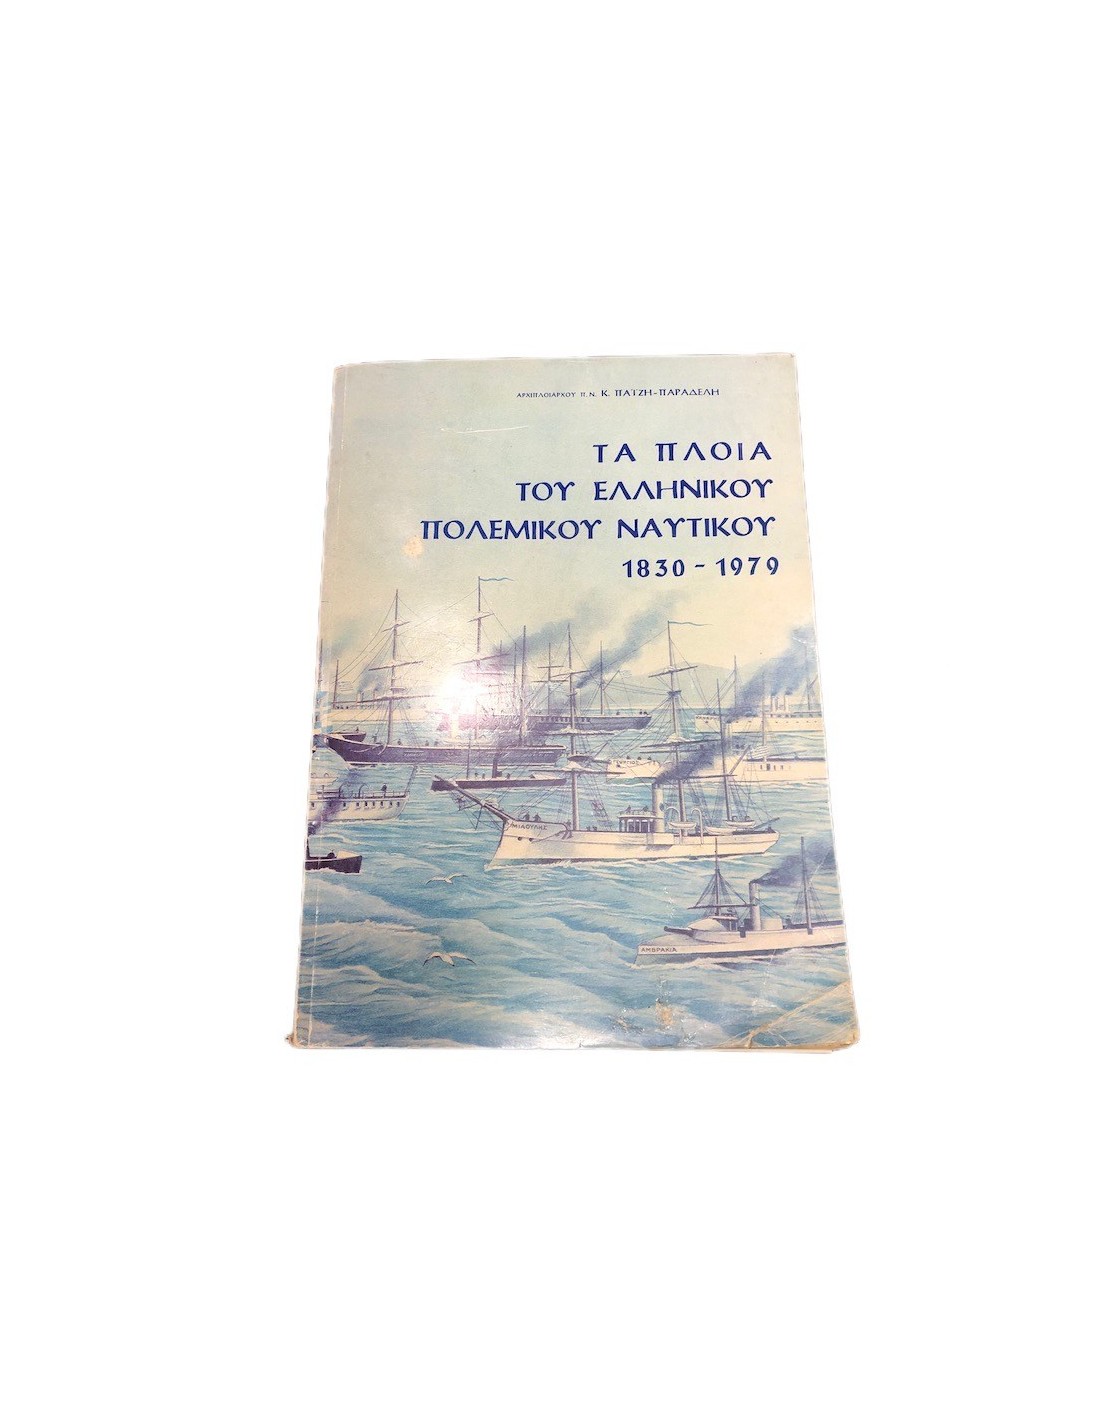 ΑΡΧΙΠΛΟΙΑΡΧΟΥ Π.Ν. Κ. ΠΑΤΖΗ-ΠΑΡΑΔΕΛΗ
ΤΑ ΠΛΟΙΑ
ΤΟΥ ΕΛΛΗΝΙΚΟΥ
ΠΟΛΕΜΙΚΟΥ ΝΑΥΤΙΚΟΥ
1830 - 1979
ΜΙΑΟΥΛΗΣ
ΑΜΒΡΑΚΙΑ